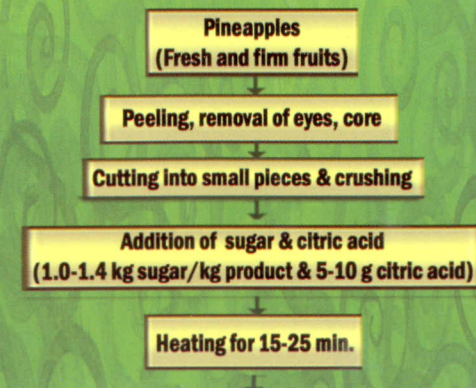 Pineapples
(Fresh and firm fruits)
Peeling, removal of eyes, core
Cutting into small pieces & crushing
Addition of sugar & citric acid
(1.0-1.4 kg sugar/kg product & 5-10 g citric acid)
Heating for 15-25 min.